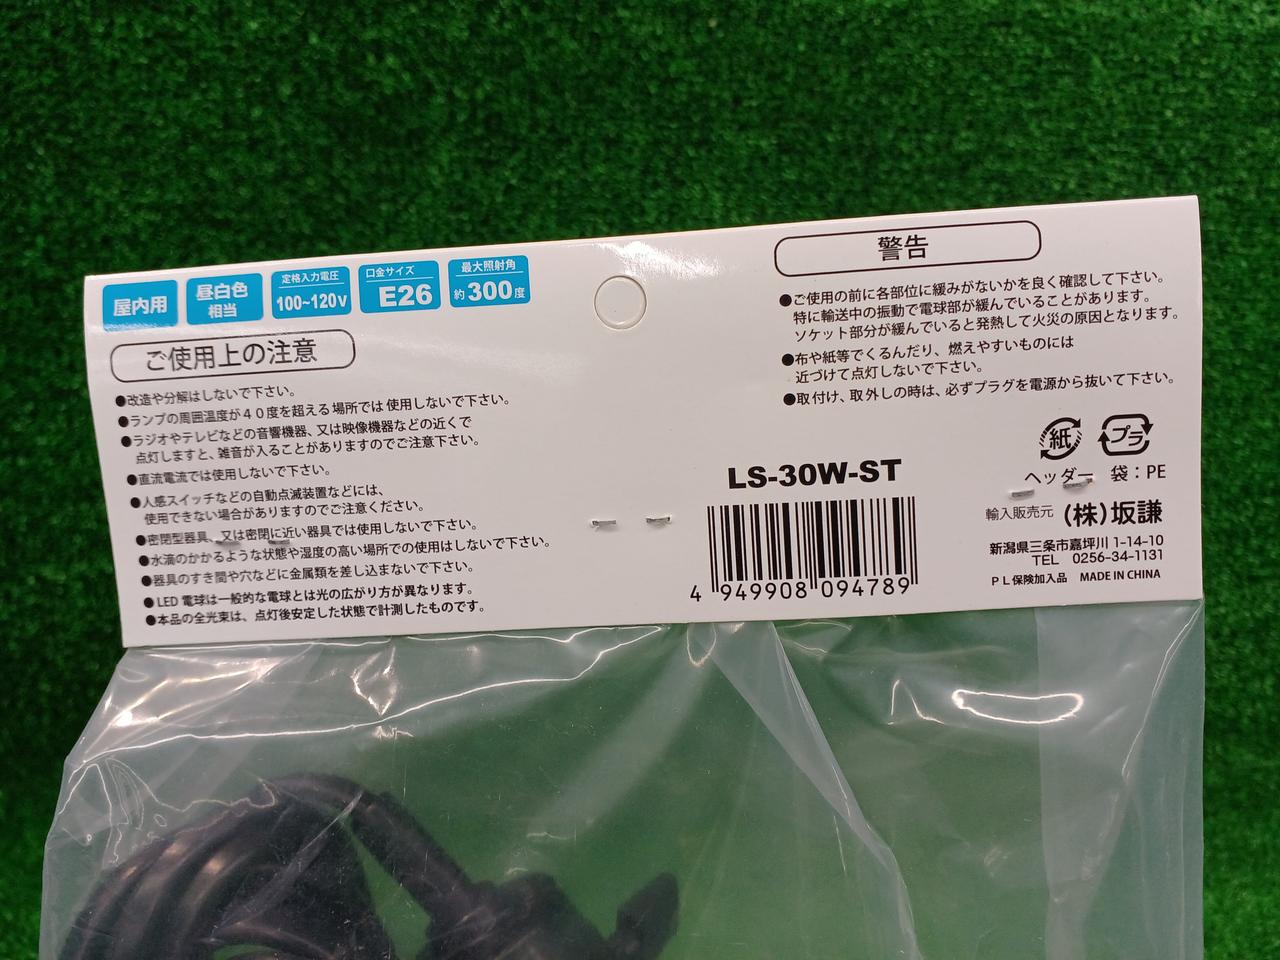 屋内用
昼白色
相当
定格入力電圧
100~120V
口金サイズ
E26
最大照射角
約300度
ご使用上の注意
●改造や分解はしないで下さい。
●ランプの周囲温度が40度を超える場所では使用しないで下さい。
●ラジオやテレビなどの音響機器、又は映像機器などの近くで
点灯しますと、雑音が入ることがありますのでご注意下さい。
●直流電流では使用しないで下さい。
●人感スイッチなどの自動点滅装置などには、
使用できない場合がありますのでご注意ください。
●密閉型器具、又は密閉に近い器具では使用しないで下さい。
●水滴のかかるような状態や湿度の高い場所での使用はしないで下さい。
●器具のすき間や穴などに金属類を差し込まないで下さい。
●LED電球は一般的な電球とは光の広がり方が異なります。
●本品の全光束は、点灯後安定した状態で計測したものです。
警告
●ご使用の前に各部位に緩みがないかを良く確認して下さい。
特に輸送中の振動で電球部が緩んでいることがあります。
ソケット部分が緩んでいると発熱して火災の原因となります。
●布や紙等でくるんだり、燃えやすいものには
近づけて点灯しないで下さい。
●取付け、取外しの時は、必ずプラグを電源から抜いて下さい。
紙 プラ
ヘッダー 袋:PE
LS-30W-ST
4 949908 094789
輸入販売元 (株)坂謙
新潟県三条市嘉坪川 1-14-10
TEL 0256-34-1131
PL保険加入品 MADE IN CHINA